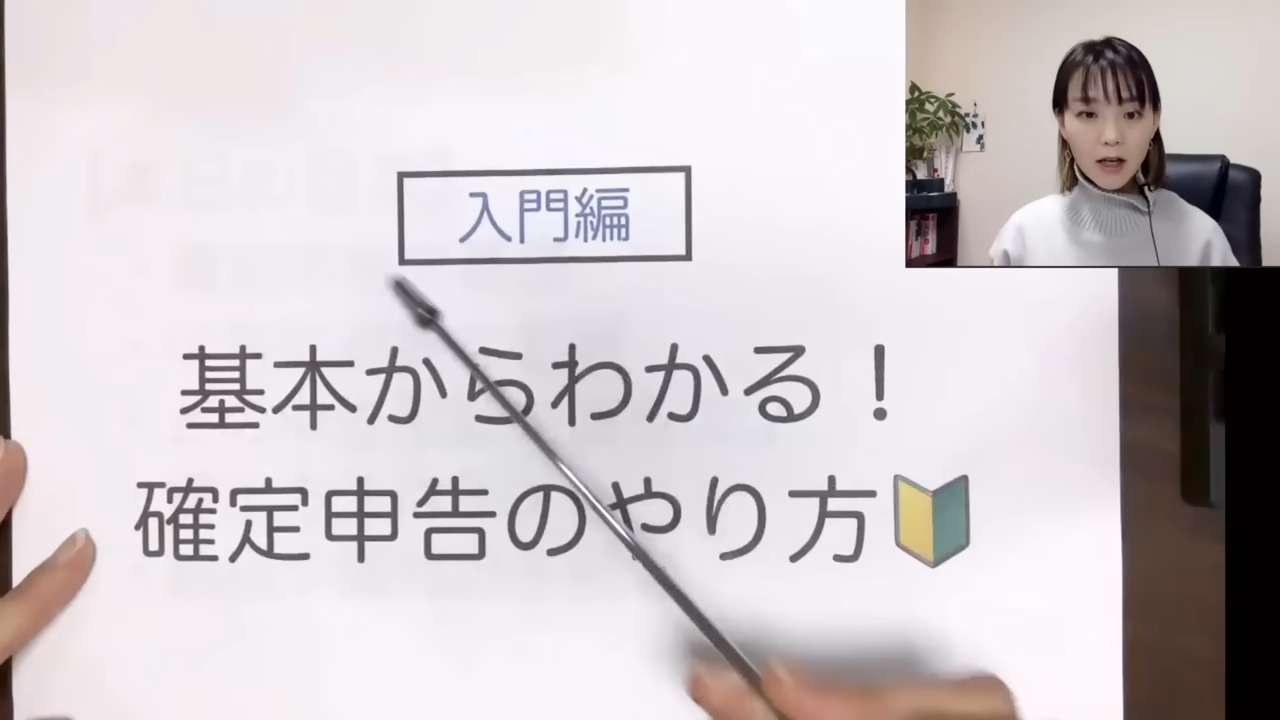 入門編
基本からわかる！
確定申告のやり方🔰